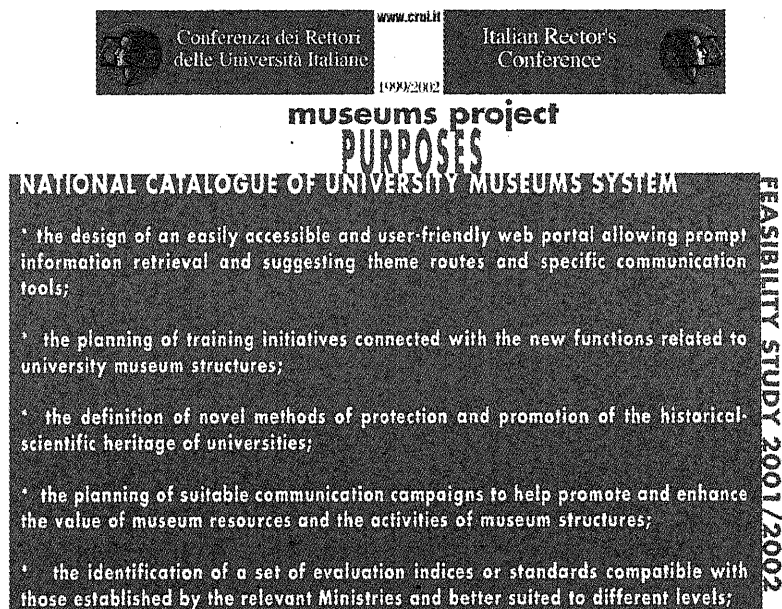 www.crui.it
Conferenza dei Rettori
delle Università Italiane
Italian Rector's
Conference
1999/2002
museums project
PURPOSES
NATIONAL CATALOGUE OF UNIVERSITY MUSEUMS SYSTEM
* the design of an easily accessible and user-friendly web portal allowing prompt
information retrieval and suggesting theme routes and specific communication
tools;
* the planning of training initiatives connected with the new functions related to
university museum structures;
* the definition of novel methods of protection and promotion of the historical-
scientific heritage of universities;
* the planning of suitable communication campaigns to help promote and enhance
the value of museum resources and the activities of museum structures;
* the identification of a set of evaluation indices or standards compatible with
those established by the relevant Ministries and better suited to different levels;
FEASIBILITY STUDY 2001/2002